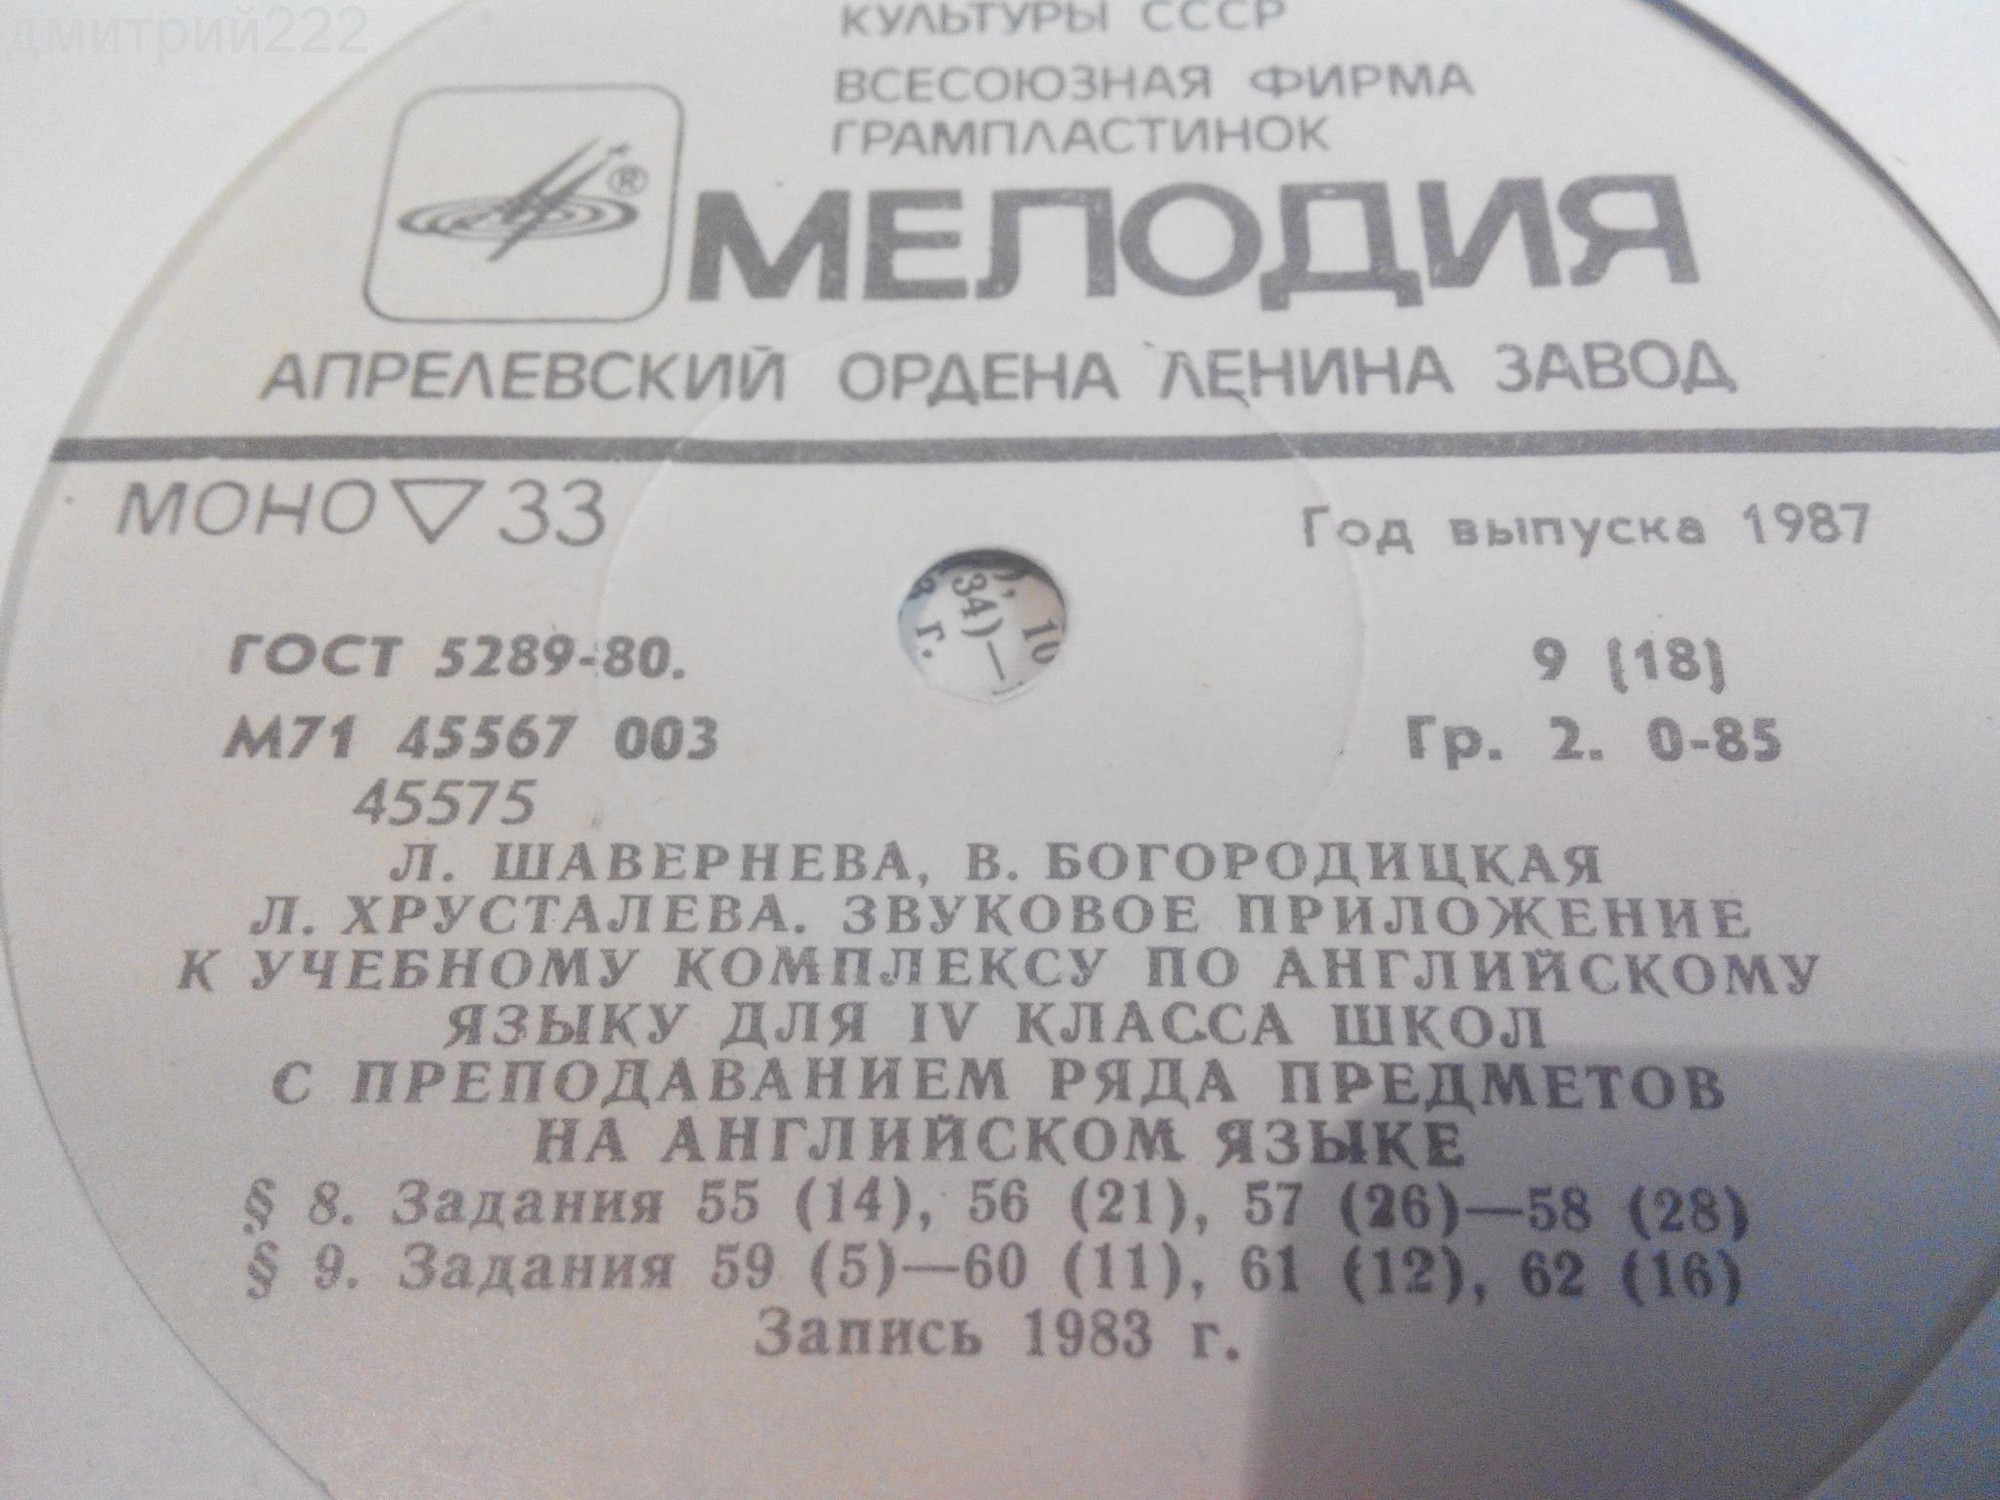 дмитрий222
КУЛЬТУРЫ СССР
ВСЕСОЮЗНАЯ ФИРМА
ГРАМПЛАСТИНОК
®
МЕЛОДИЯ
АПРЕЛЕВСКИЙ ОРДЕНА ЛЕНИНА ЗАВОД
МОНО ▽ 33
Год выпуска 1987
34)—
г.
10
ГОСТ 5289-80.
9 (18)
М71 45567 003
Гр. 2. 0-85
45575
Л. ШАВЕРНЕВА, В. БОГОРОДИЦКАЯ
Л. ХРУСТАЛЕВА. ЗВУКОВОЕ ПРИЛОЖЕНИЕ
К УЧЕБНОМУ КОМПЛЕКСУ ПО АНГЛИЙСКОМУ
ЯЗЫКУ ДЛЯ IV КЛАССА ШКОЛ
С ПРЕПОДАВАНИЕМ РЯДА ПРЕДМЕТОВ
НА АНГЛИЙСКОМ ЯЗЫКЕ
§ 8. Задания 55 (14), 56 (21), 57 (26)—58 (28)
§ 9. Задания 59 (5)—60 (11), 61 (12), 62 (16)
Запись 1983 г.